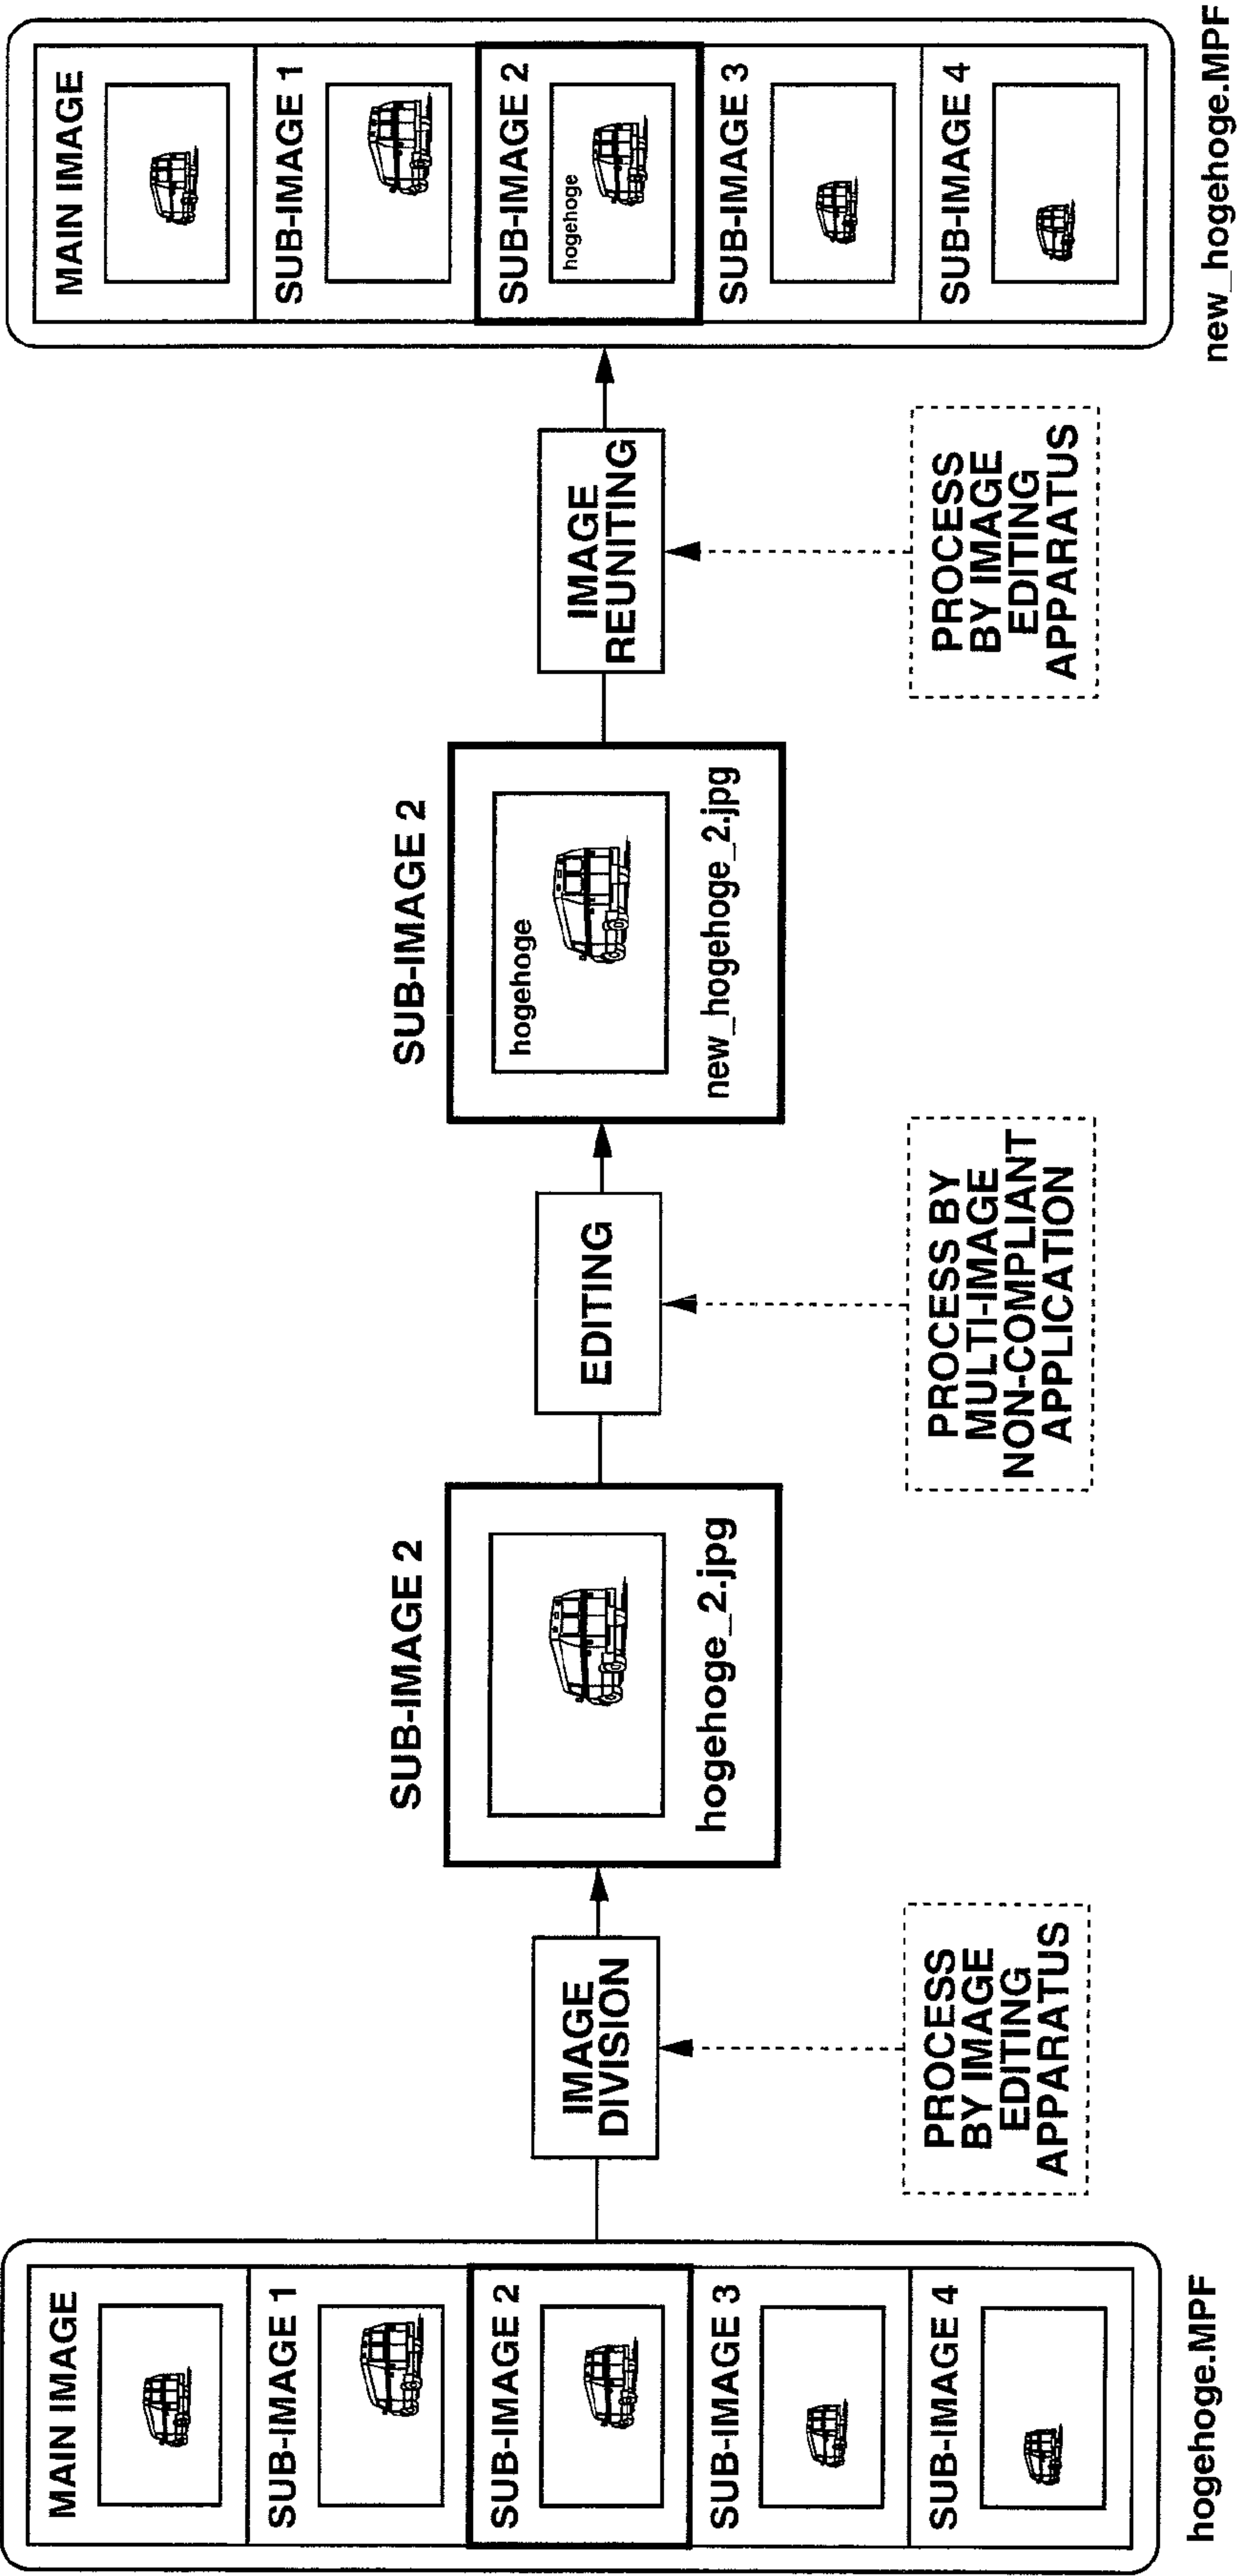 MAIN IMAGE
SUB-IMAGE 1
SUB-IMAGE 2
SUB-IMAGE 3
SUB-IMAGE 4
hogehoge.MPF
IMAGE
DIVISION
PROCESS
BY IMAGE
EDITING
APPARATUS
SUB-IMAGE 2
hogehoge_2.jpg
EDITING
PROCESS BY
MULTI-IMAGE
NON-COMPLIANT
APPLICATION
SUB-IMAGE 2
hogehoge
new_hogehoge_2.jpg
IMAGE
REUNITING
PROCESS
BY IMAGE
EDITING
APPARATUS
MAIN IMAGE
SUB-IMAGE 1
SUB-IMAGE 2
hogehoge
SUB-IMAGE 3
SUB-IMAGE 4
new_hogehoge.MPF